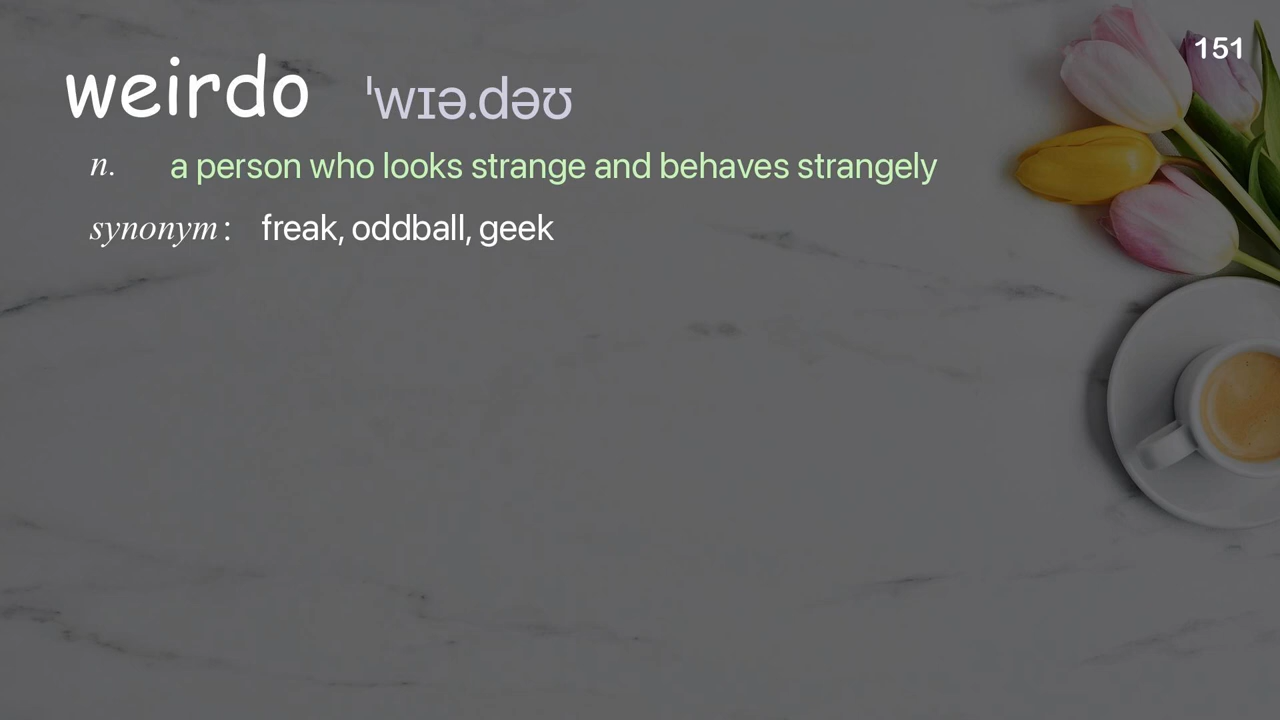 151
weirdo ˈwɪə.dəʊ
n. a person who looks strange and behaves strangely
synonym: freak, oddball, geek